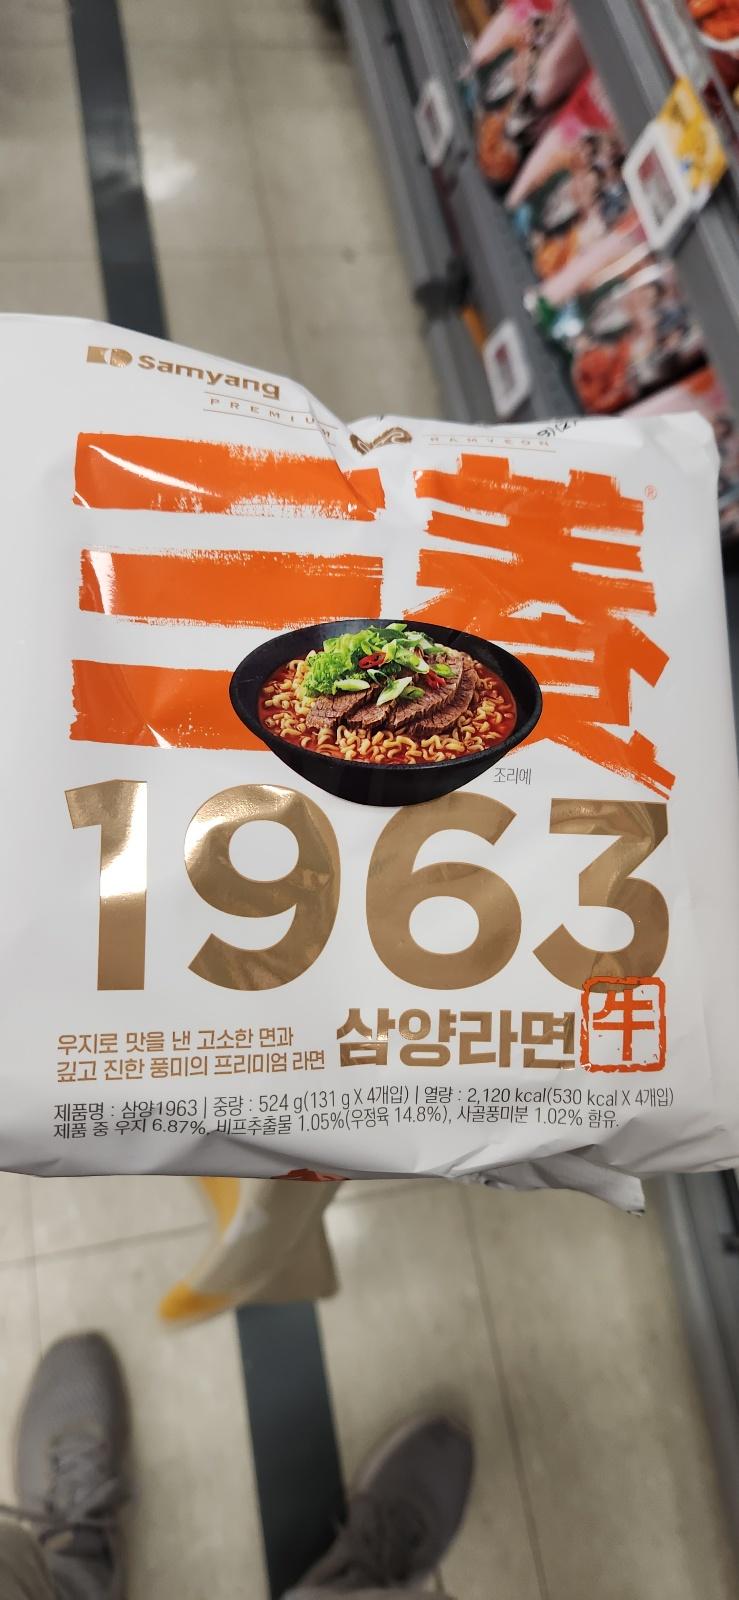 Samyang
PREMIUM RAMYEON
三養®
조리예
1963
우지로 맛을 낸 고소한 면과
깊고 진한 풍미의 프리미엄 라면
삼양라면 牛
제품명 : 삼양1963 | 중량 : 524 g(131 g X 4개입) | 열량 : 2,120 kcal(530 kcal X 4개입)
제품 중 우지 6.87%, 비프추출물 1.05%(우정육 14.8%), 사골풍미분 1.02% 함유.